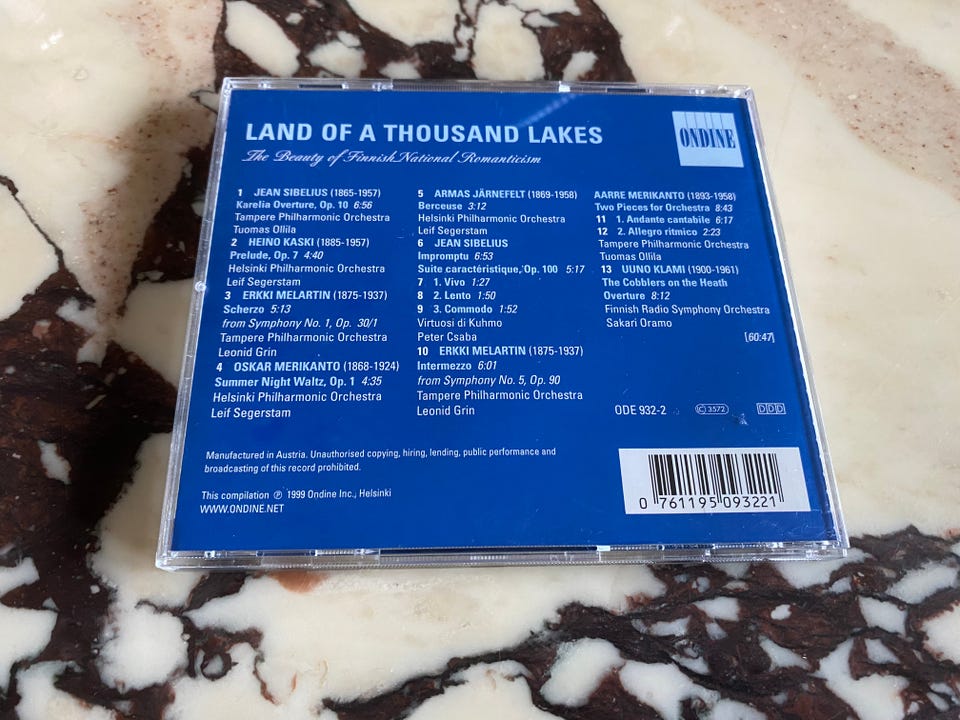 LAND OF A THOUSAND LAKES
The Beauty of Finnish National Romanticism
ONDINE
1 JEAN SIBELIUS (1865-1957)
Karelia Overture, Op. 10 6:56
Tampere Philharmonic Orchestra
Tuomas Ollila
2 HEINO KASKI (1885-1957)
Prelude, Op. 7 4:40
Helsinki Philharmonic Orchestra
Leif Segerstam
3 ERKKI MELARTIN (1875-1937)
Scherzo 5:13
from Symphony No. 1, Op. 30/1
Tampere Philharmonic Orchestra
Leonid Grin
4 OSKAR MERIKANTO (1868-1924)
Summer Night Waltz, Op. 1 4:35
Helsinki Philharmonic Orchestra
Leif Segerstam
5 ARMAS JÄRNEFELT (1869-1958)
Berceuse 3:12
Helsinki Philharmonic Orchestra
Leif Segerstam
6 JEAN SIBELIUS
Impromptu 6:53
Suite caractéristique, Op. 100 5:17
7 1. Vivo 1:27
8 2. Lento 1:50
9 3. Commodo 1:52
Virtuosi di Kuhmo
Peter Csaba
10 ERKKI MELARTIN (1875-1937)
Intermezzo 6:01
from Symphony No. 5, Op. 90
Tampere Philharmonic Orchestra
Leonid Grin
AARRE MERIKANTO (1893-1958)
Two Pieces for Orchestra 8:43
11 1. Andante cantabile 6:17
12 2. Allegro ritmico 2:23
Tampere Philharmonic Orchestra
Tuomas Ollila
13 UUNO KLAMI (1900-1961)
The Cobblers on the Heath
Overture 8:12
Finnish Radio Symphony Orchestra
Sakari Oramo
[60:47]
ODE 932-2 LC 3572 DDD
Manufactured in Austria. Unauthorised copying, hiring, lending, public performance and
broadcasting of this record prohibited.
This compilation ℗ 1999 Ondine Inc., Helsinki
WWW.ONDINE.NET
0 761195 093221